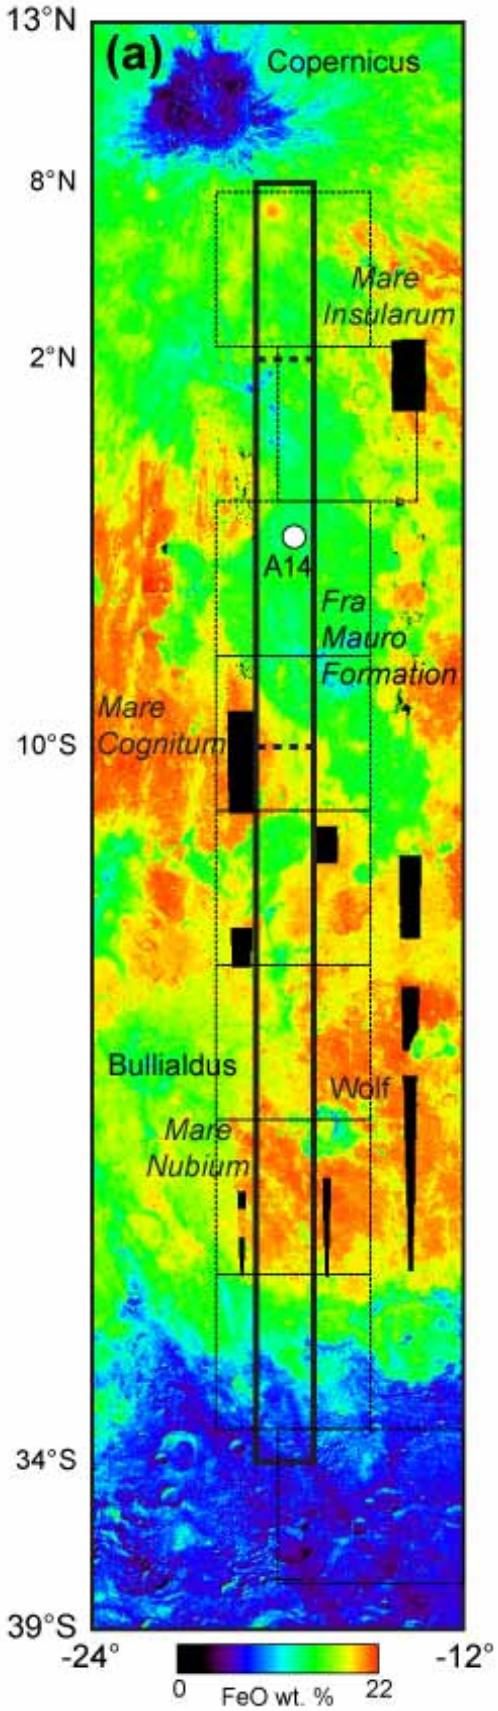 13°N
(a)
Copernicus
8°N
Mare
Insularum
2°N
A14
Fra
Mauro
Formation
Mare
Cognitum
10°S
Bullialdus
Wolf
Mare
Nubium
34°S
39°S
-24°
-12°
0
FeO wt. %
22